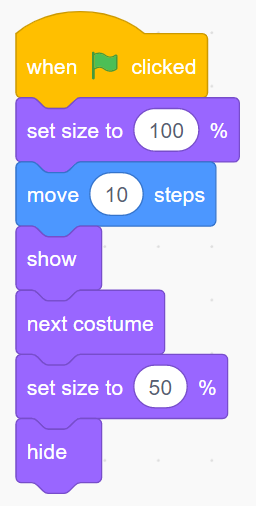 when clicked
set size to 100 %
move 10 steps
show
next costume
set size to 50 %
hide